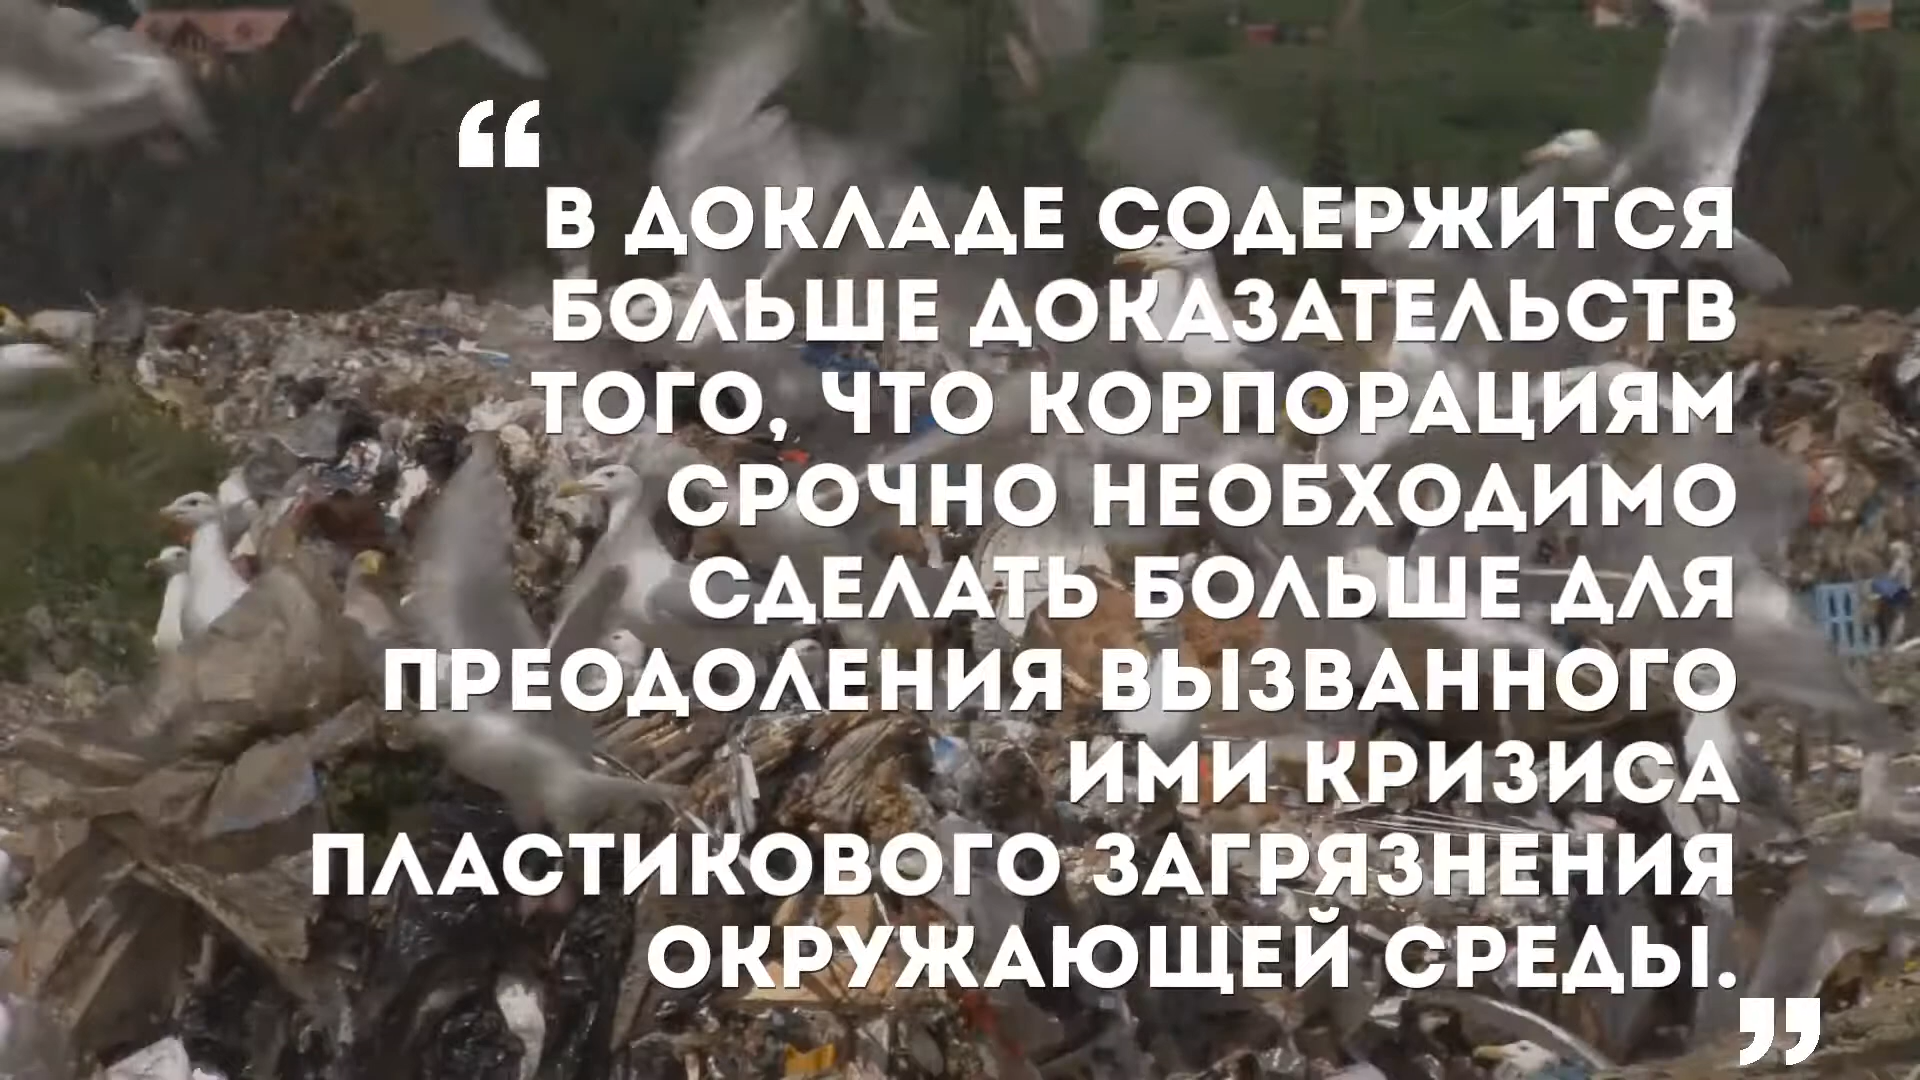 “
В ДОКЛАДЕ СОДЕРЖИТСЯ
БОЛЬШЕ ДОКАЗАТЕЛЬСТВ
ТОГО, ЧТО КОРПОРАЦИЯМ
СРОЧНО НЕОБХОДИМО
СДЕЛАТЬ БОЛЬШЕ ДЛЯ
ПРЕОДОЛЕНИЯ ВЫЗВАННОГО
ИМИ КРИЗИСА
ПЛАСТИКОВОГО ЗАГРЯЗНЕНИЯ
ОКРУЖАЮЩЕЙ СРЕДЫ.
”